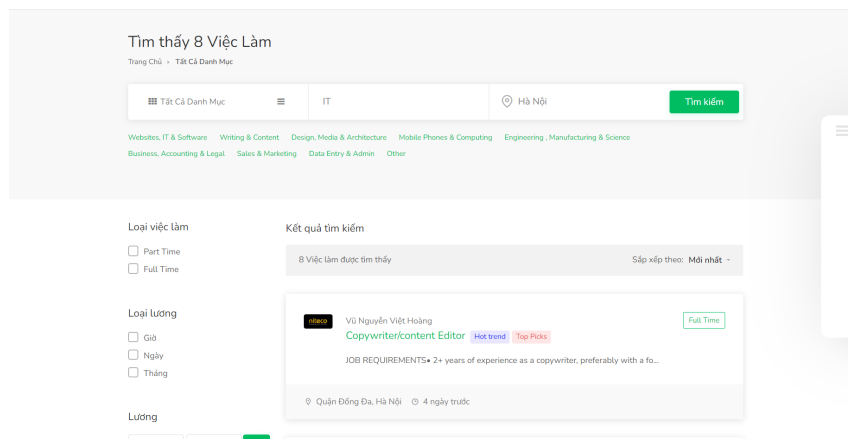 Tìm thấy 8 Việc Làm
Trang Chủ › Tất Cả Danh Mục
Tất Cả Danh Mục
IT
Hà Nội
Tìm kiếm
Websites, IT & Software Writing & Content Design, Media & Architecture Mobile Phones & Computing Engineering , Manufacturing & Science
Business, Accounting & Legal Sales & Marketing Data Entry & Admin Other
Loại việc làm
Part Time
Full Time
Loại lương
Giờ
Ngày
Tháng
Lương
Kết quả tìm kiếm
8 Việc làm được tìm thấy
Sắp xếp theo: Mới nhất
niteco
Vũ Nguyễn Việt Hoàng
Full Time
Copywriter/content Editor Hot trend Top Picks
JOB REQUIREMENTS• 2+ years of experience as a copywriter, preferably with a fo...
Quận Đống Đa, Hà Nội 4 ngày trước